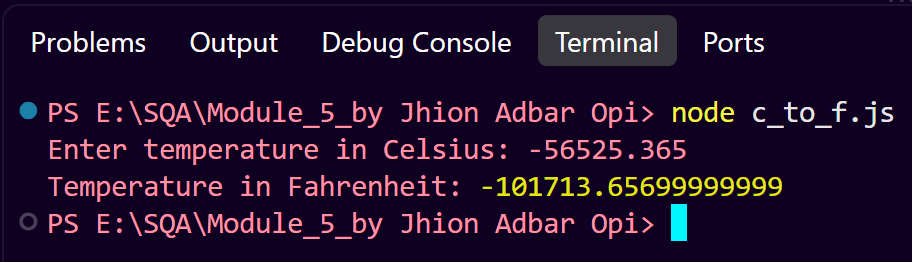 Problems Output Debug Console Terminal Ports
PS E:\SQA\Module_5_by Jhion Adbar Opi> node c_to_f.js
Enter temperature in Celsius: -56525.365
Temperature in Fahrenheit: -101713.65699999999
PS E:\SQA\Module_5_by Jhion Adbar Opi>